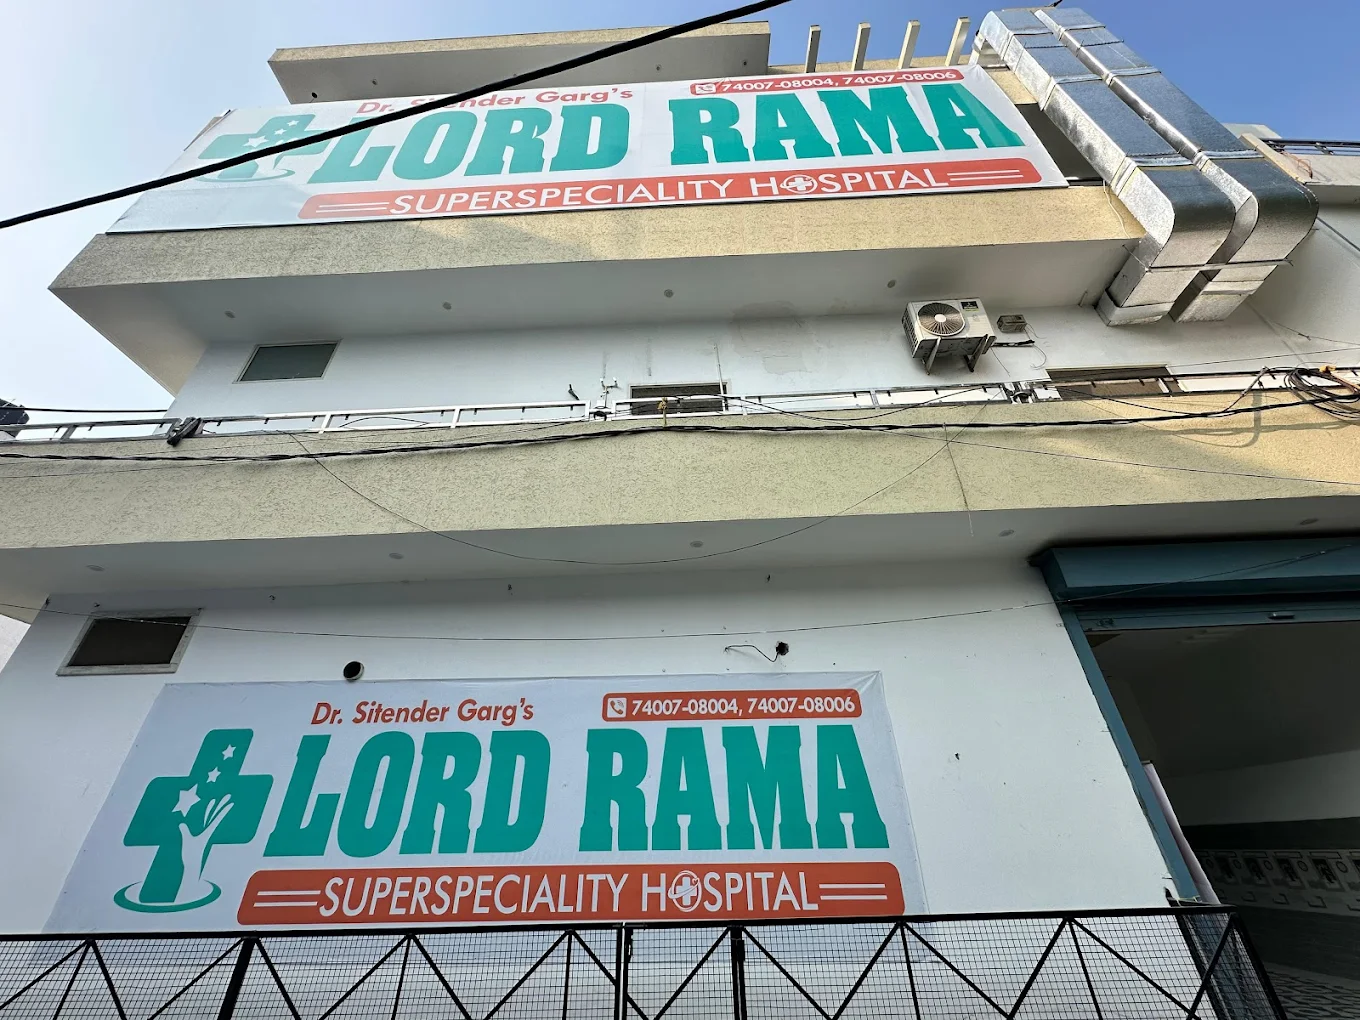 Dr. Sitender Garg's
74007-08004, 74007-08006
LORD RAMA
SUPERSPECIALITY HOSPITAL
Dr. Sitender Garg's
74007-08004, 74007-08006
LORD RAMA
SUPERSPECIALITY HOSPITAL